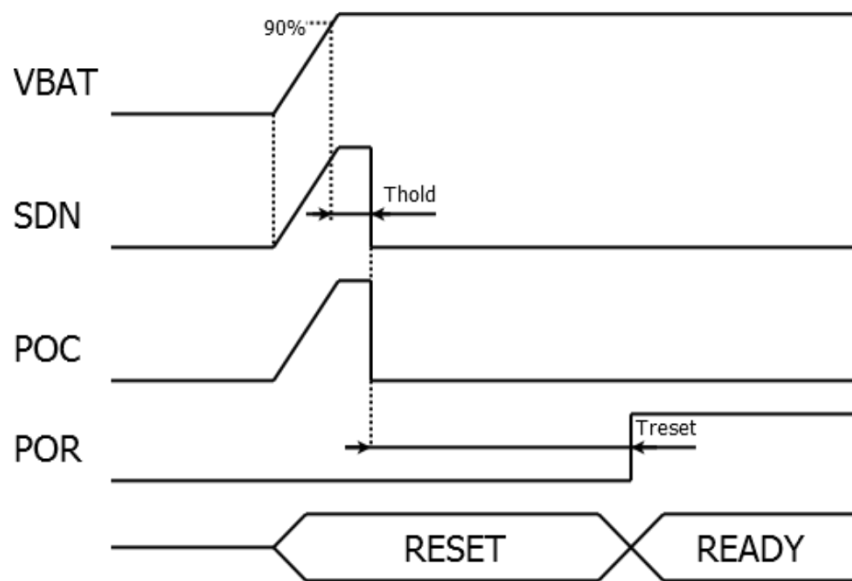 90%
VBAT
Thold
SDN
POC
Treset
POR
RESET
READY